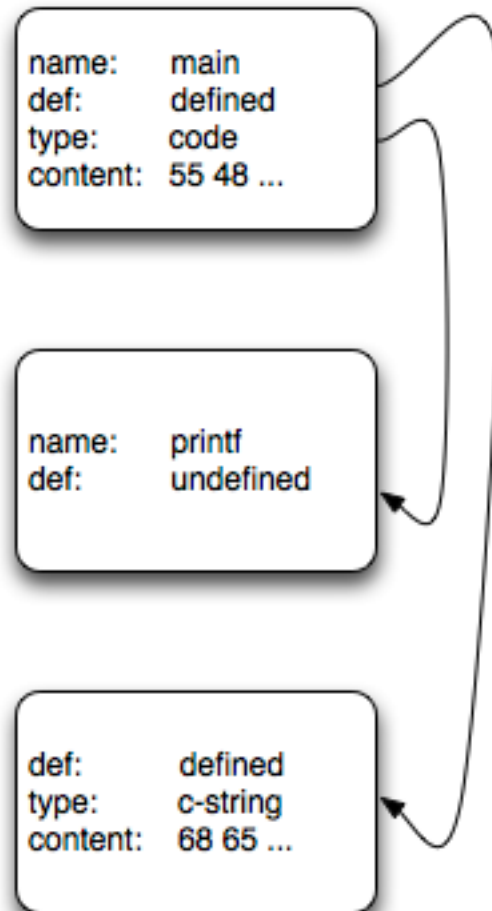 name: main
def: defined
type: code
content: 55 48 ...
name: printf
def: undefined
def: defined
type: c-string
content: 68 65 ...